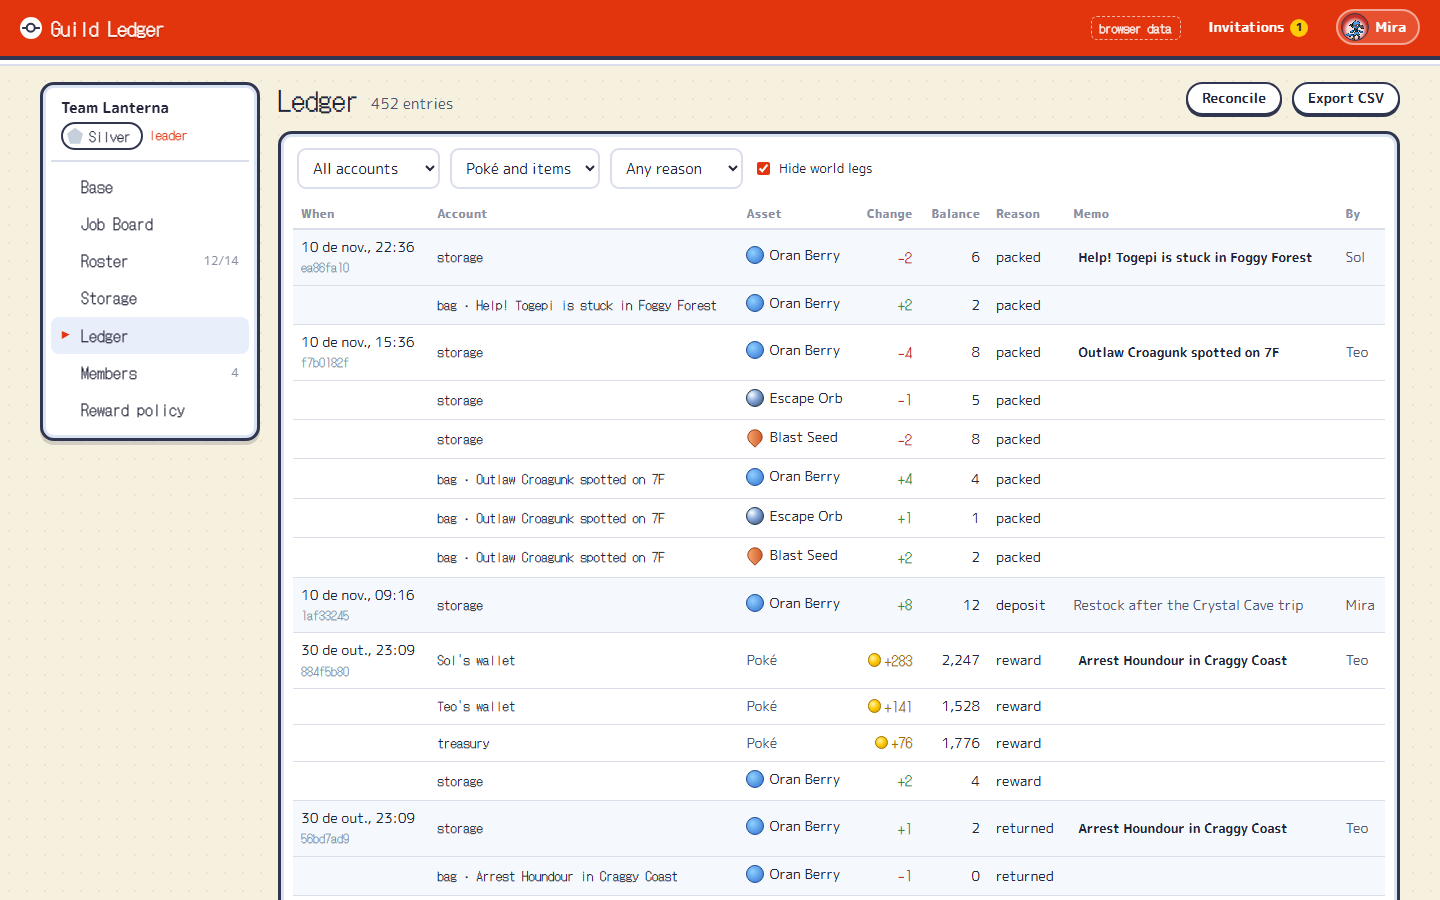 Guild Ledger
browser data
Invitations 1
Mira
Team Lanterna
Silver leader
Base
Job Board
Roster 12/14
Storage
Ledger
Members 4
Reward policy
Ledger 452 entries
Reconcile
Export CSV
All accounts
Poké and items
Any reason
Hide world legs
When Account Asset Change Balance Reason Memo By
10 de nov., 22:36 storage Oran Berry −2 6 packed Help! Togepi is stuck in Foggy Forest Sol
ea86fa10
bag · Help! Togepi is stuck in Foggy Forest Oran Berry +2 2 packed
10 de nov., 15:36 storage Oran Berry −4 8 packed Outlaw Croagunk spotted on 7F Teo
f7b0182f
storage Escape Orb −1 5 packed
storage Blast Seed −2 8 packed
bag · Outlaw Croagunk spotted on 7F Oran Berry +4 4 packed
bag · Outlaw Croagunk spotted on 7F Escape Orb +1 1 packed
bag · Outlaw Croagunk spotted on 7F Blast Seed +2 2 packed
10 de nov., 09:16 storage Oran Berry +8 12 deposit Restock after the Crystal Cave trip Mira
1af33245
30 de out., 23:09 Sol's wallet Poké +283 2,247 reward Arrest Houndour in Craggy Coast Teo
884f5b80
Teo's wallet Poké +141 1,528 reward
treasury Poké +76 1,776 reward
storage Oran Berry +2 4 reward
30 de out., 23:09 storage Oran Berry +1 2 returned Arrest Houndour in Craggy Coast Teo
56bd7ad9
bag · Arrest Houndour in Craggy Coast Oran Berry −1 0 returned